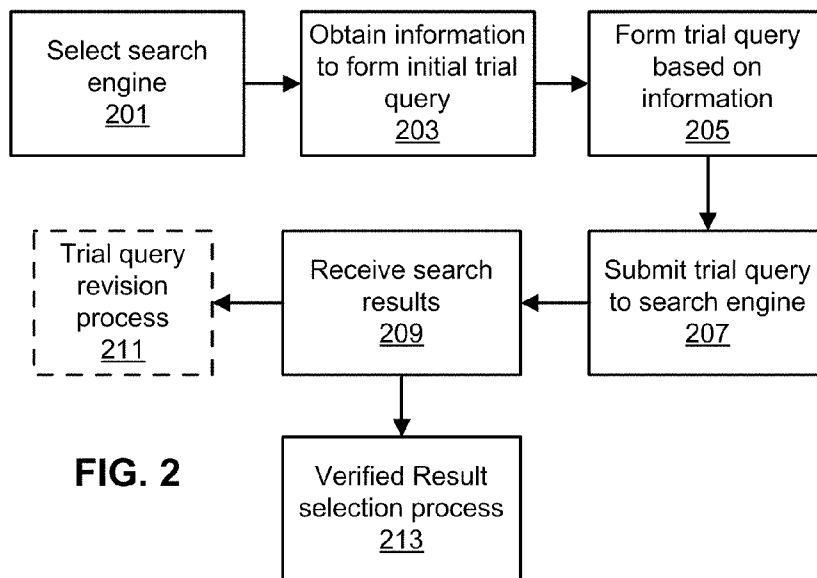 Select search
engine
201
Obtain information
to form initial trial
query
203
Form trial query
based on
information
205
Trial query
revision
process
211
Receive search
results
209
Submit trial query
to search engine
207
FIG. 2
Verified Result
selection process
213